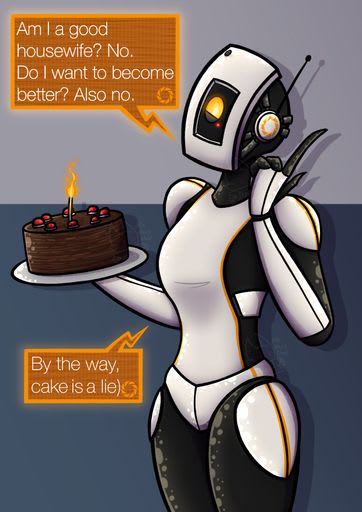 Am I a good
housewife? No.
Do I want to become
better? Also no.
By the way,
cake is a lie)